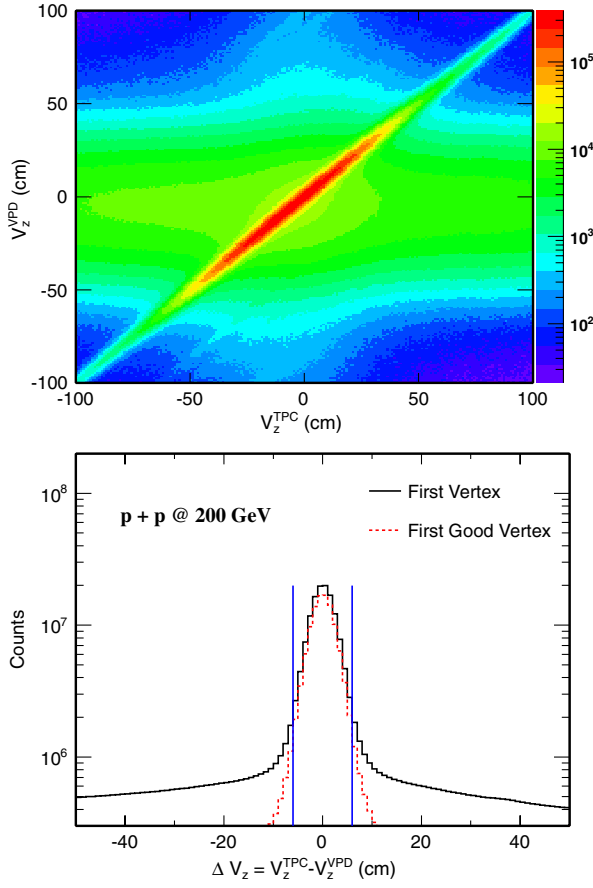 100
50
0
-50
-100
V_z^VPD (cm)
-100 -50 0 50 100
V_z^TPC (cm)
10^5
10^4
10^3
10^2
p + p @ 200 GeV
First Vertex
First Good Vertex
10^8
10^7
10^6
Counts
-40 -20 0 20 40
Δ V_z = V_z^TPC-V_z^VPD (cm)